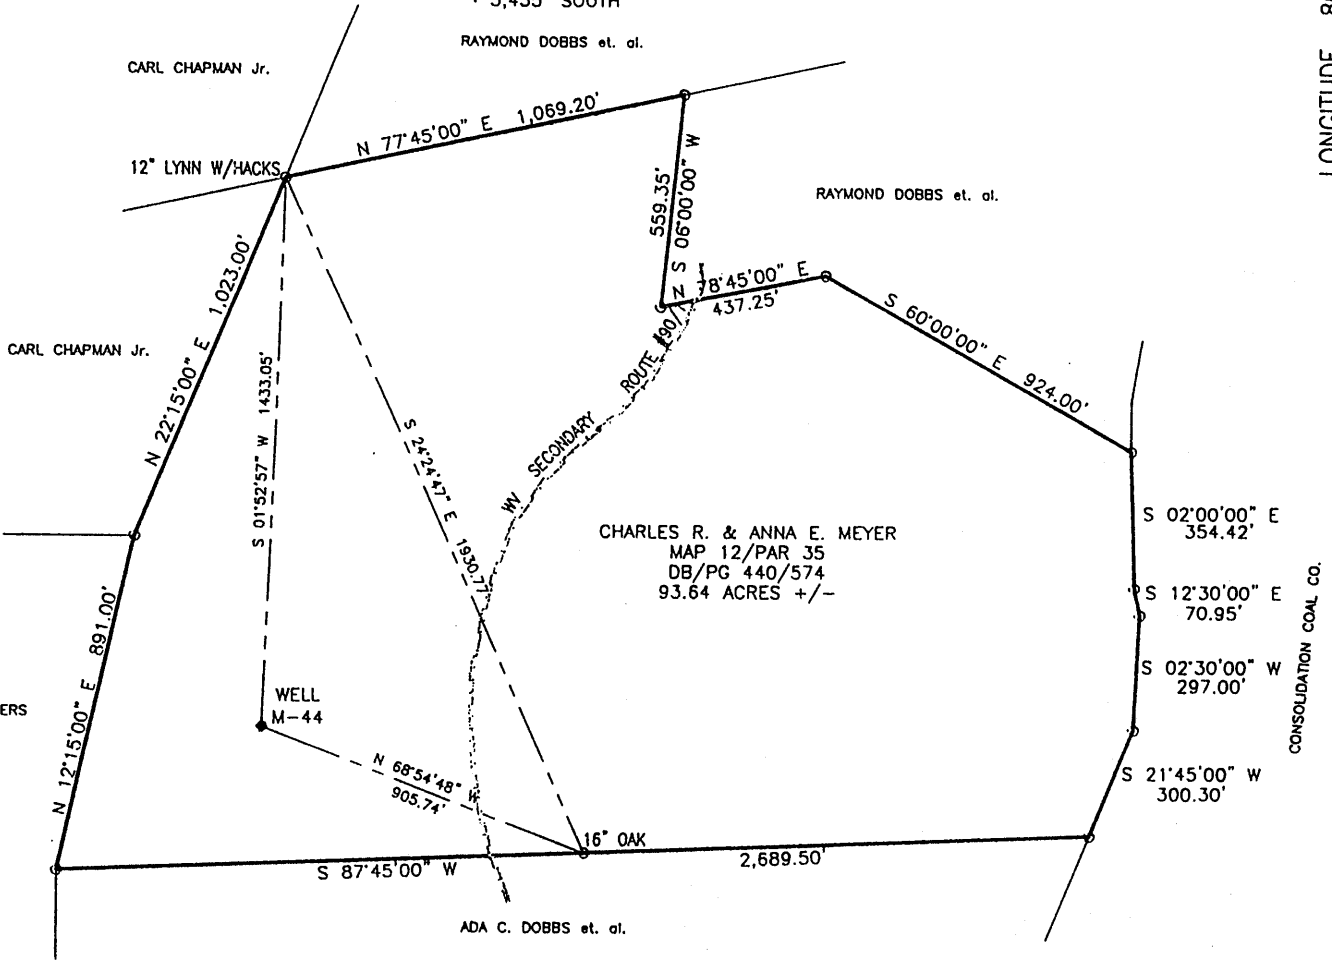 5,455' SOUTH
RAYMOND DOBBS et. al.
CARL CHAPMAN Jr.
LONGITUDE
N 77°45'00" E 1,069.20'
12" LYNN W/HACKS
559.35'
S 06°00'00" W
RAYMOND DOBBS et. al.
N 78°45'00" E
437.25'
S 60°00'00" E 924.00'
N 22°15'00" E 1,023.00'
CARL CHAPMAN Jr.
S 01°52'57" W 1433.05'
S 24°24'47" E 1930.77'
WV SECONDARY ROUTE #90/
CHARLES R. & ANNA E. MEYER
MAP 12/PAR 35
DB/PG 440/574
93.64 ACRES +/-
S 02°00'00" E
354.42'
S 12°30'00" E
70.95'
S 02°30'00" W
297.00'
CONSOLIDATION COAL CO.
S 21°45'00" W
300.30'
N 12°15'00" E 891.00'
ERS
WELL
M-44
N 68°54'48" W
905.74'
16" OAK
S 87°45'00" W
2,689.50'
ADA C. DOBBS et. al.